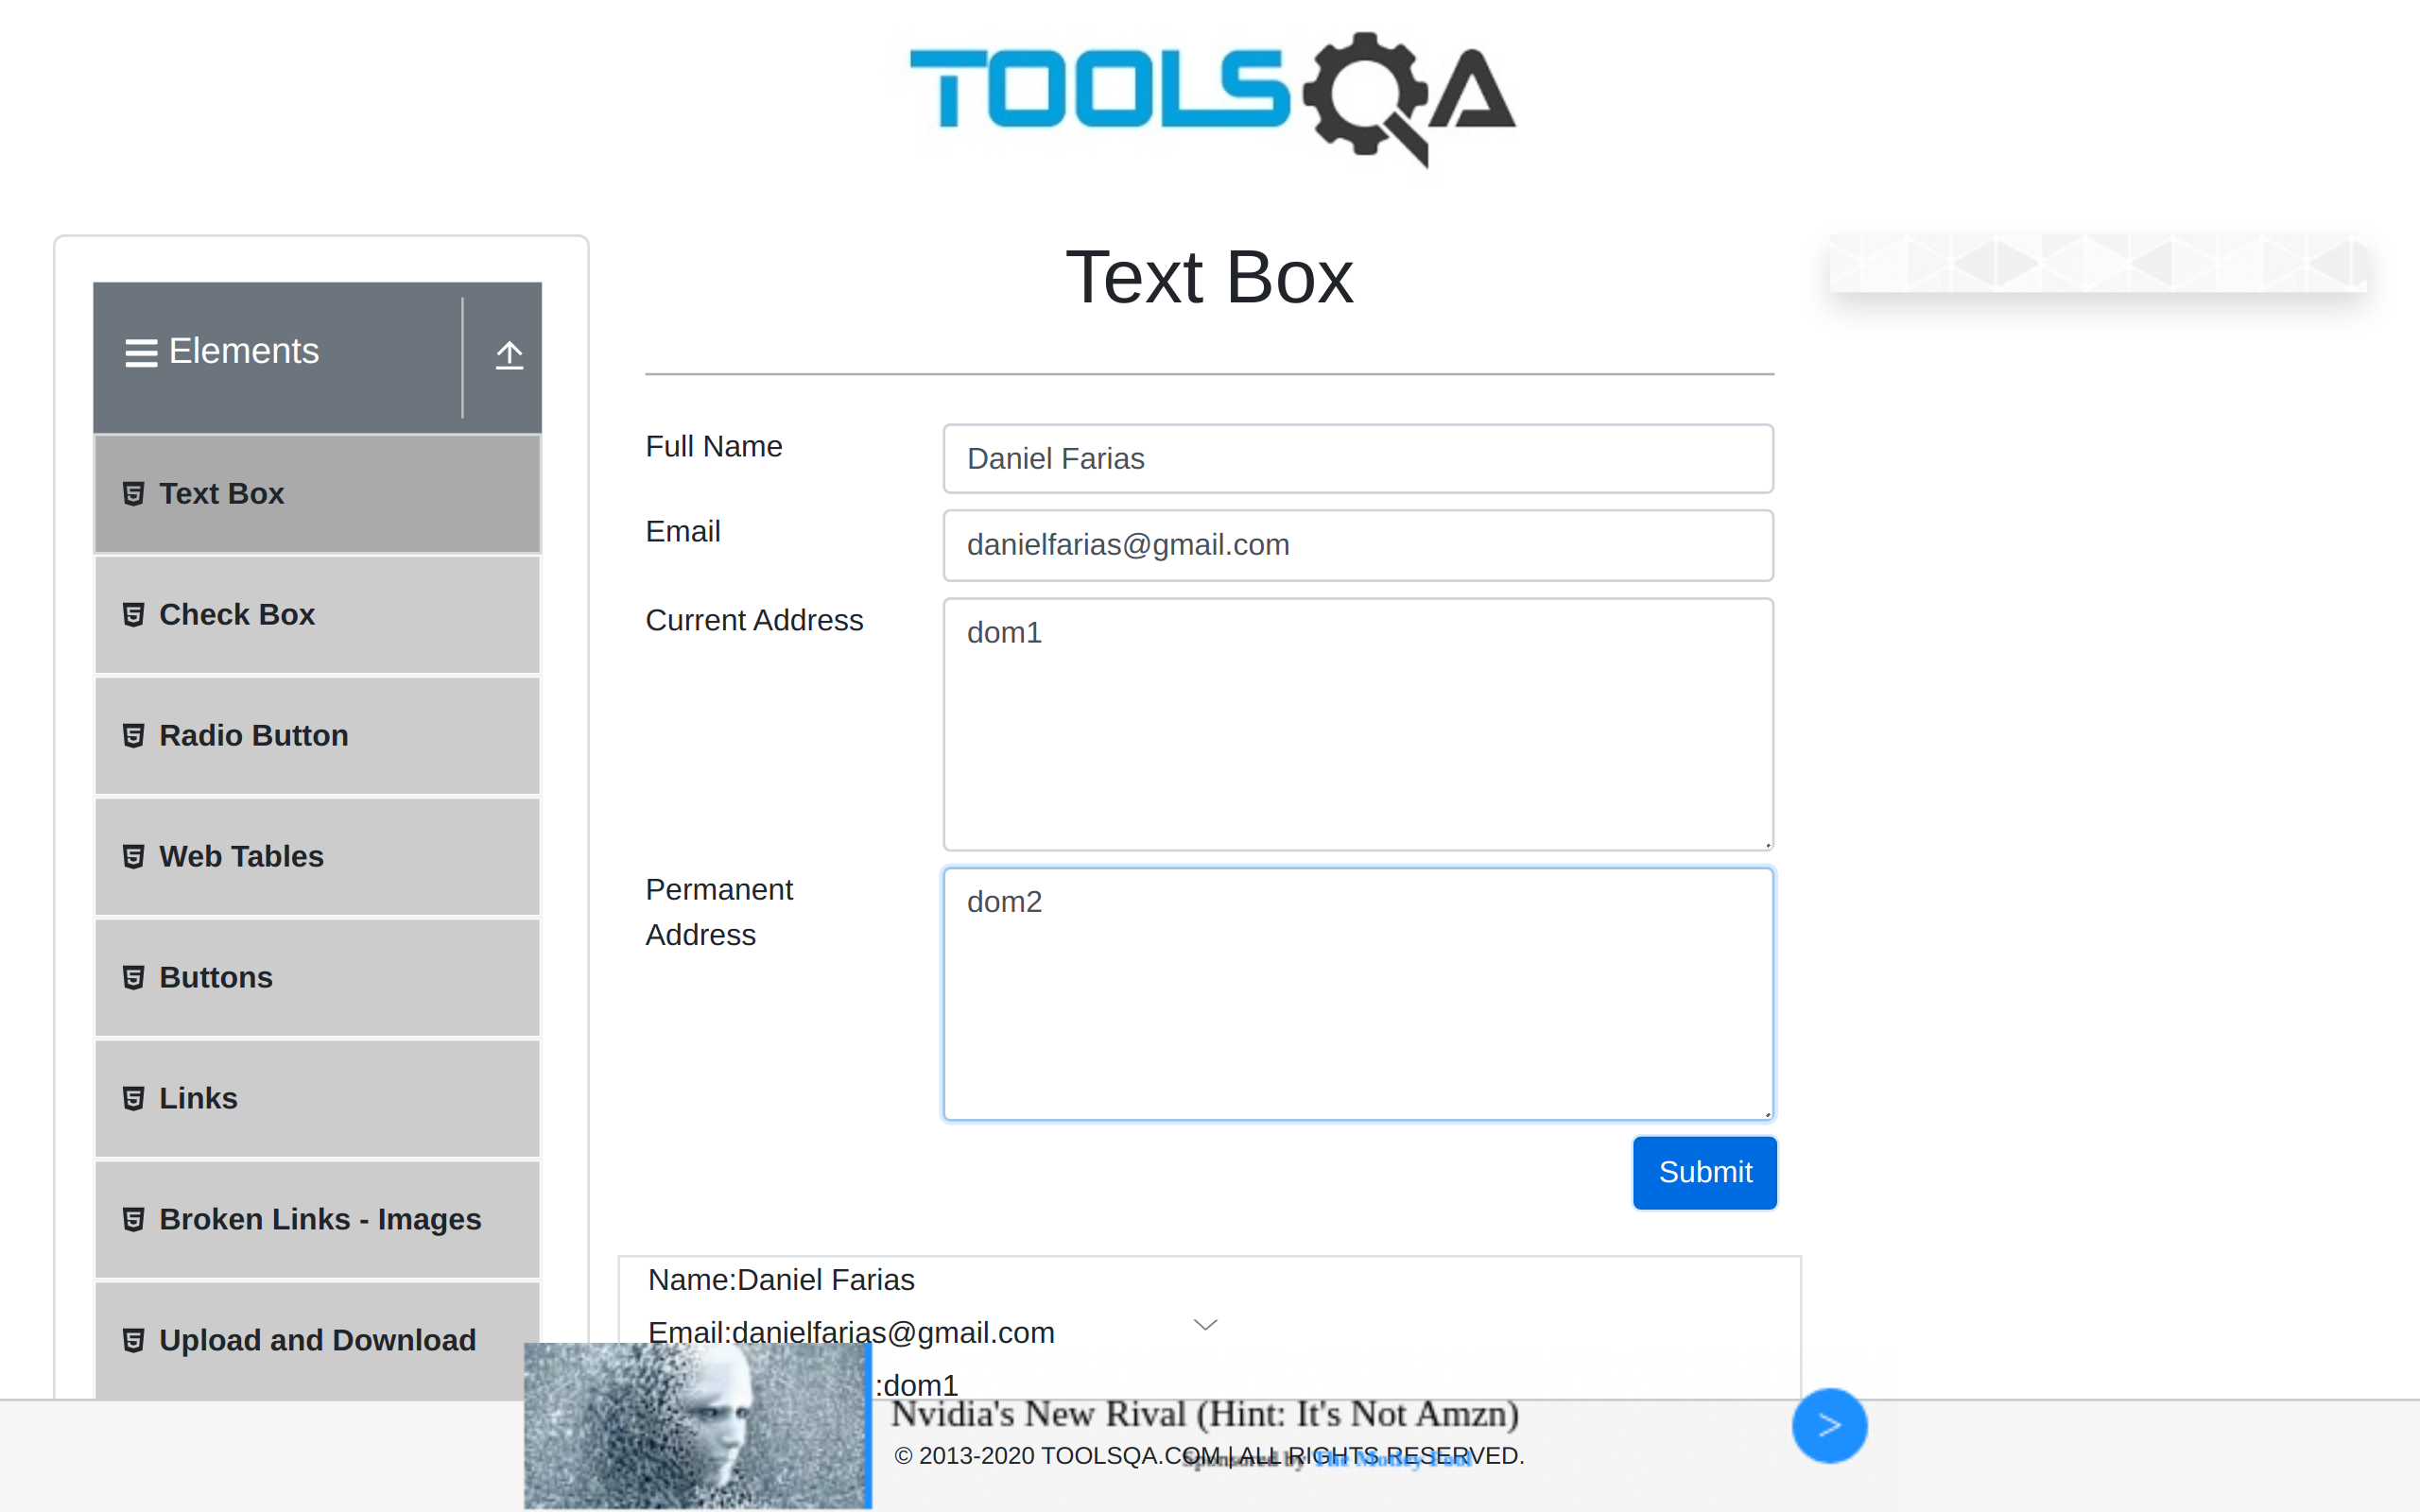 TOOLSQA
Elements
Text Box
Check Box
Radio Button
Web Tables
Buttons
Links
Broken Links - Images
Upload and Download
Text Box
Full Name
Daniel Farias
Email
danielfarias@gmail.com
Current Address
dom1
Permanent
Address
dom2
Submit
Name:Daniel Farias
Email:danielfarias@gmail.com
:dom1
Nvidia's New Rival (Hint: It's Not Amzn)
Sponsored by The Motley Fool
>
© 2013-2020 TOOLSQA.COM | ALL RIGHTS RESERVED.